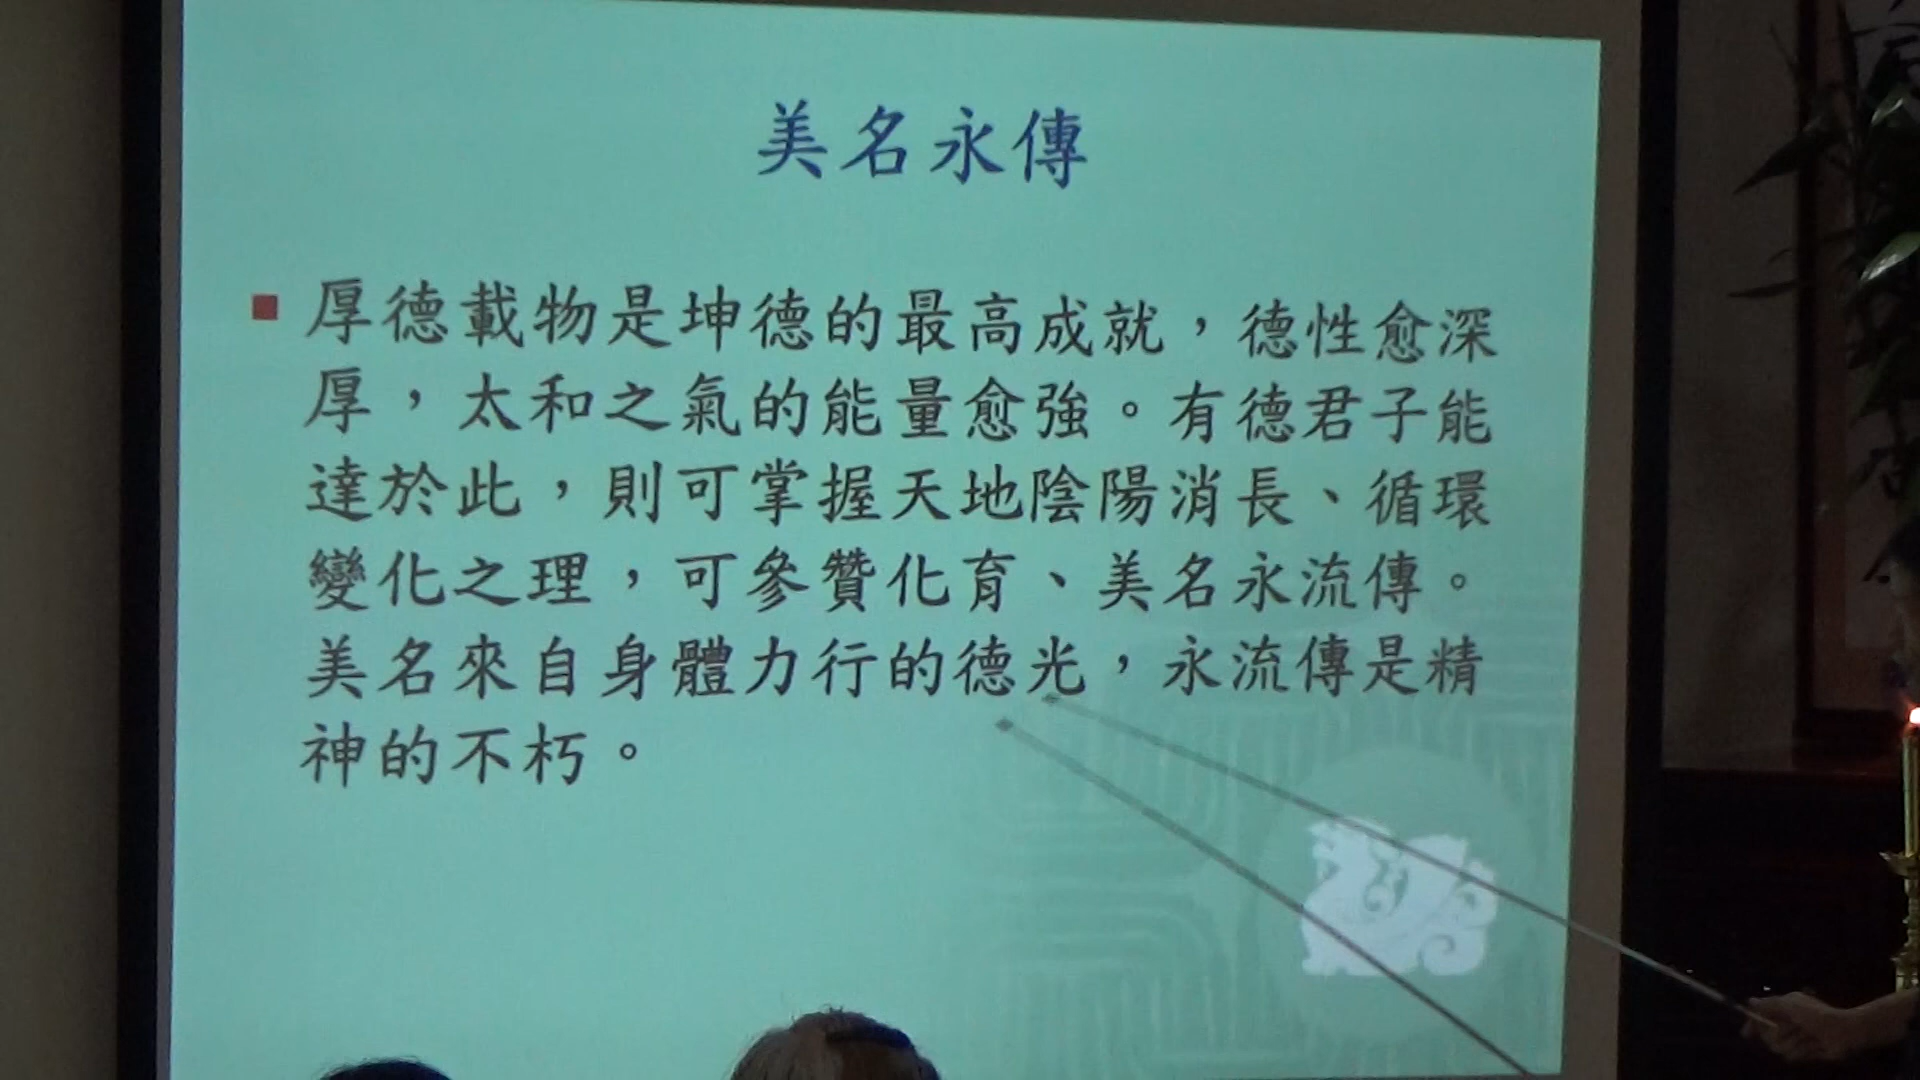 美名永傳
厚德載物是坤德的最高成就，德性愈深
厚，太和之氣的能量愈強。有德君子能
達於此，則可掌握天地陰陽消長、循環
變化之理，可參贊化育、美名永流傳。
美名來自身體力行的德光，永流傳是精
神的不朽。